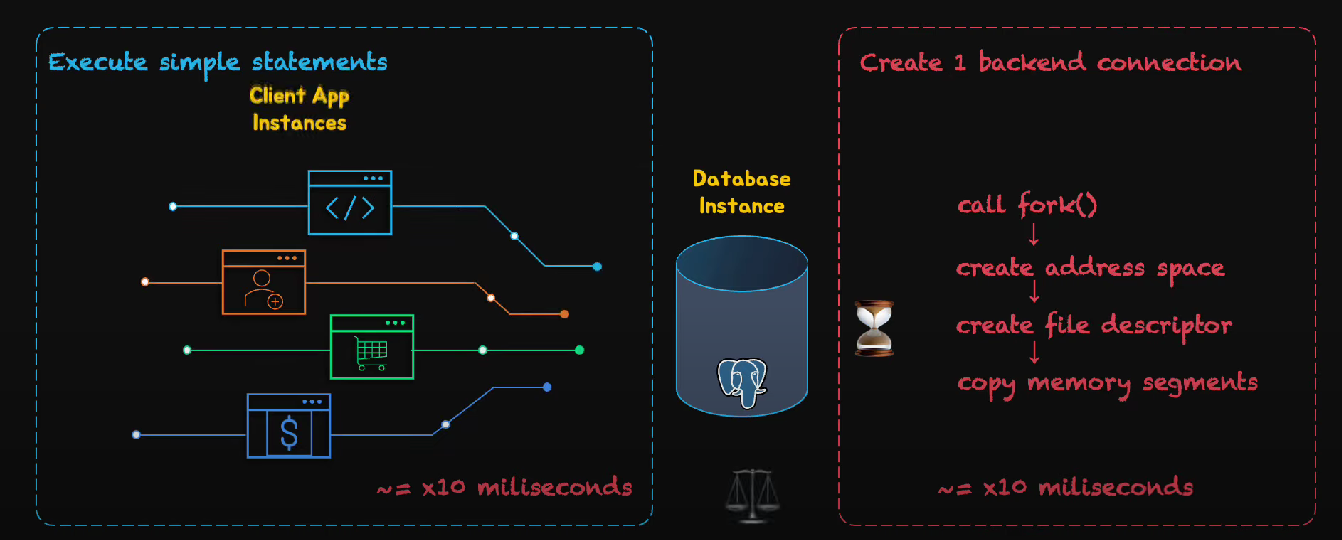 Execute simple statements
Client App
Instances
</>
$
~= x10 miliseconds
Database
Instance
Create 1 backend connection
call fork()
↓
create address space
↓
create file descriptor
↓
copy memory segments
~= x10 miliseconds